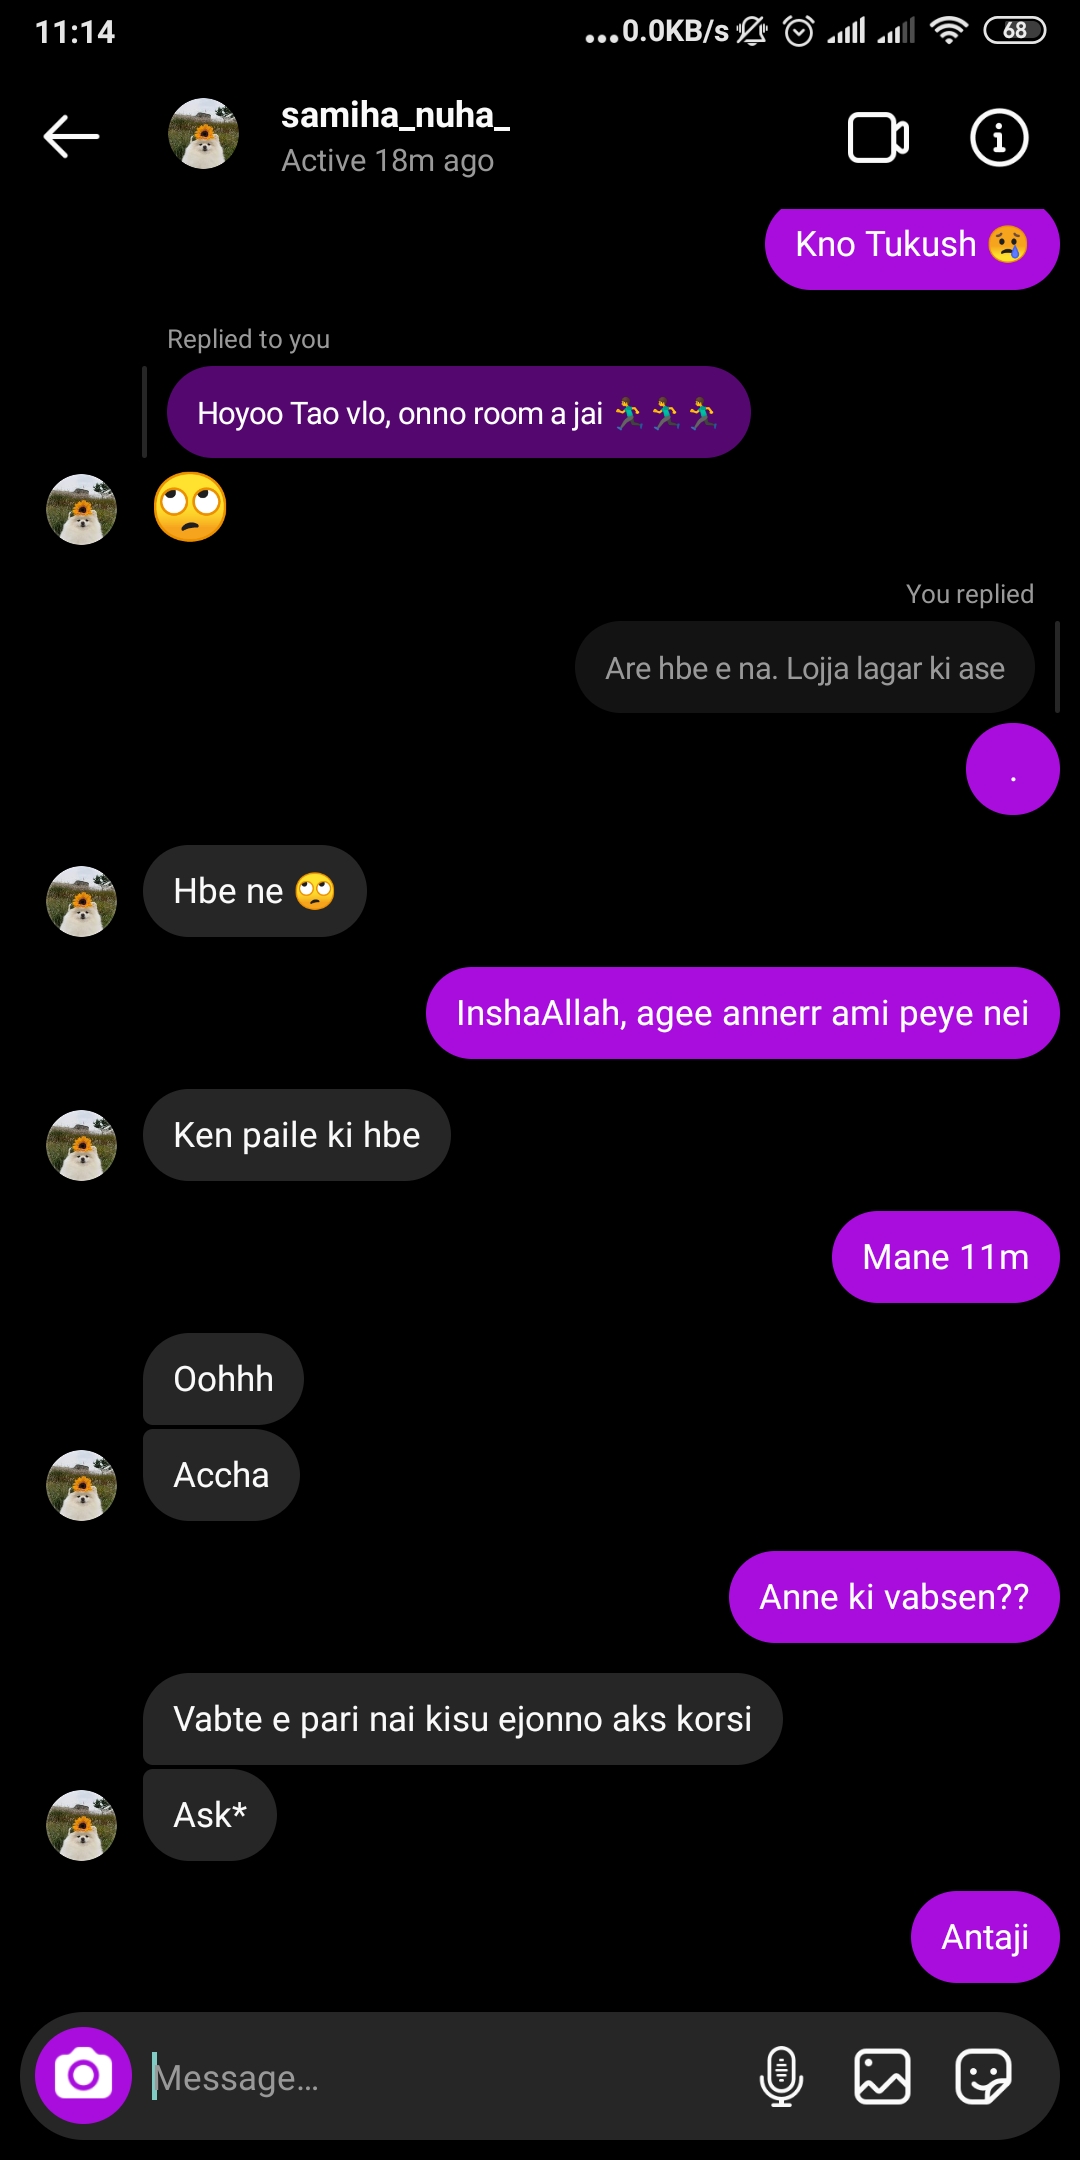 11:14
...0.0KB/s
68
samiha_nuha_
Active 18m ago
Kno Tukush 😢
Replied to you
Hoyoo Tao vlo, onno room a jai 🏃‍♂️🏃‍♂️🏃‍♂️
🙄
You replied
Are hbe e na. Lojja lagar ki ase
.
Hbe ne 🙄
InshaAllah, agee annerr ami peye nei
Ken paile ki hbe
Mane 11m
Oohhh
Accha
Anne ki vabsen??
Vabte e pari nai kisu ejonno aks korsi
Ask*
Antaji
Message...